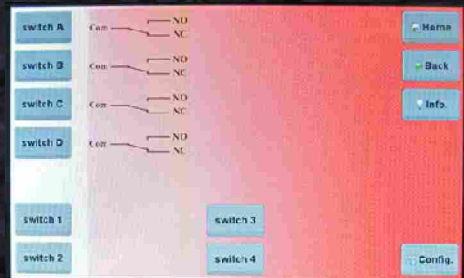 switch A
Com
NO
NC
Home
switch B
Com
NO
NC
Back
switch C
Com
NO
NC
Info.
switch D
Com
NO
NC
switch 1
switch 3
switch 2
switch 4
Config.